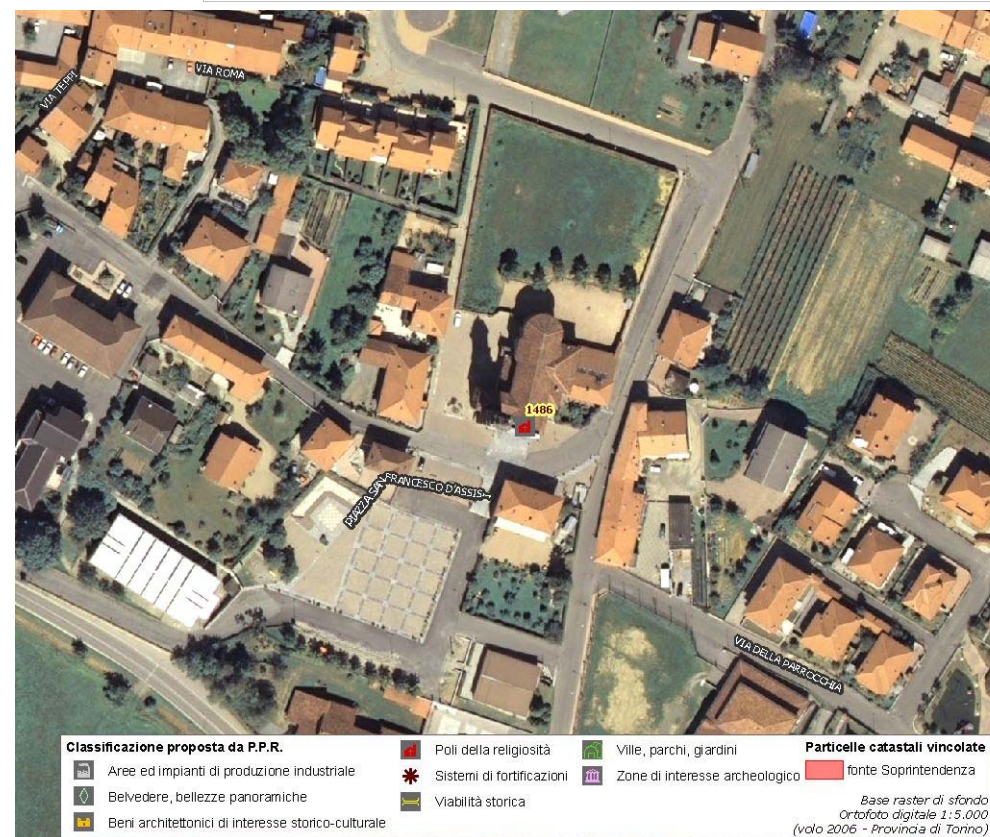 VIA ROMA
VIA TEPPI
1486
PIAZZA SAN FRANCESCO D'ASSISI
VIA DELLA PARROCCHIA
Classificazione proposta da P.P.R.
Aree ed impianti di produzione industriale
Belvedere, bellezze panoramiche
Beni architettonici di interesse storico-culturale
Poli della religiosità
Sistemi di fortificazioni
Viabilità storica
Ville, parchi, giardini
Zone di interesse archeologico
Particelle catastali vincolate
fonte Soprintendenza
Base raster di sfondo
Ortofoto digitale 1:5.000
(volo 2006 - Provincia di Torino)